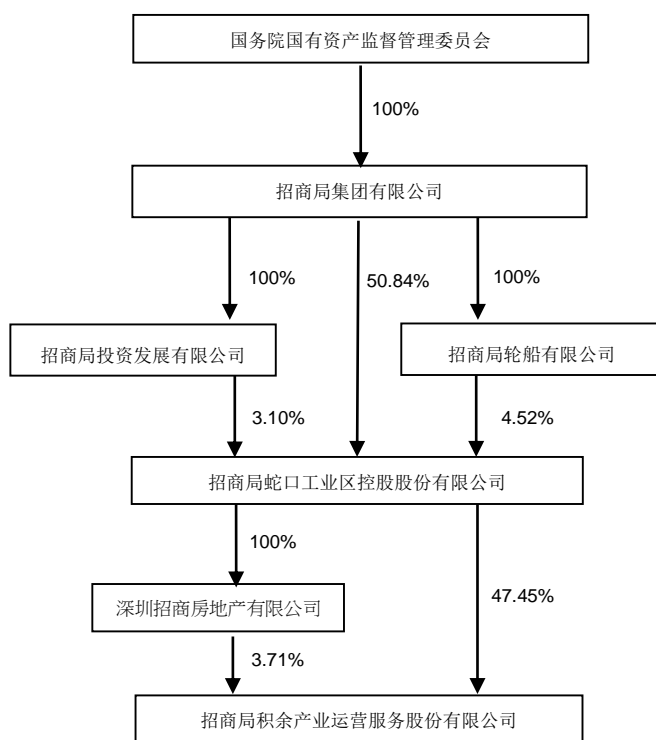 国务院国有资产监督管理委员会
100%
招商局集团有限公司
100%
50.84%
100%
招商局投资发展有限公司
招商局轮船有限公司
3.10%
4.52%
招商局蛇口工业区控股股份有限公司
100%
47.45%
深圳招商房地产有限公司
3.71%
招商局积余产业运营服务股份有限公司